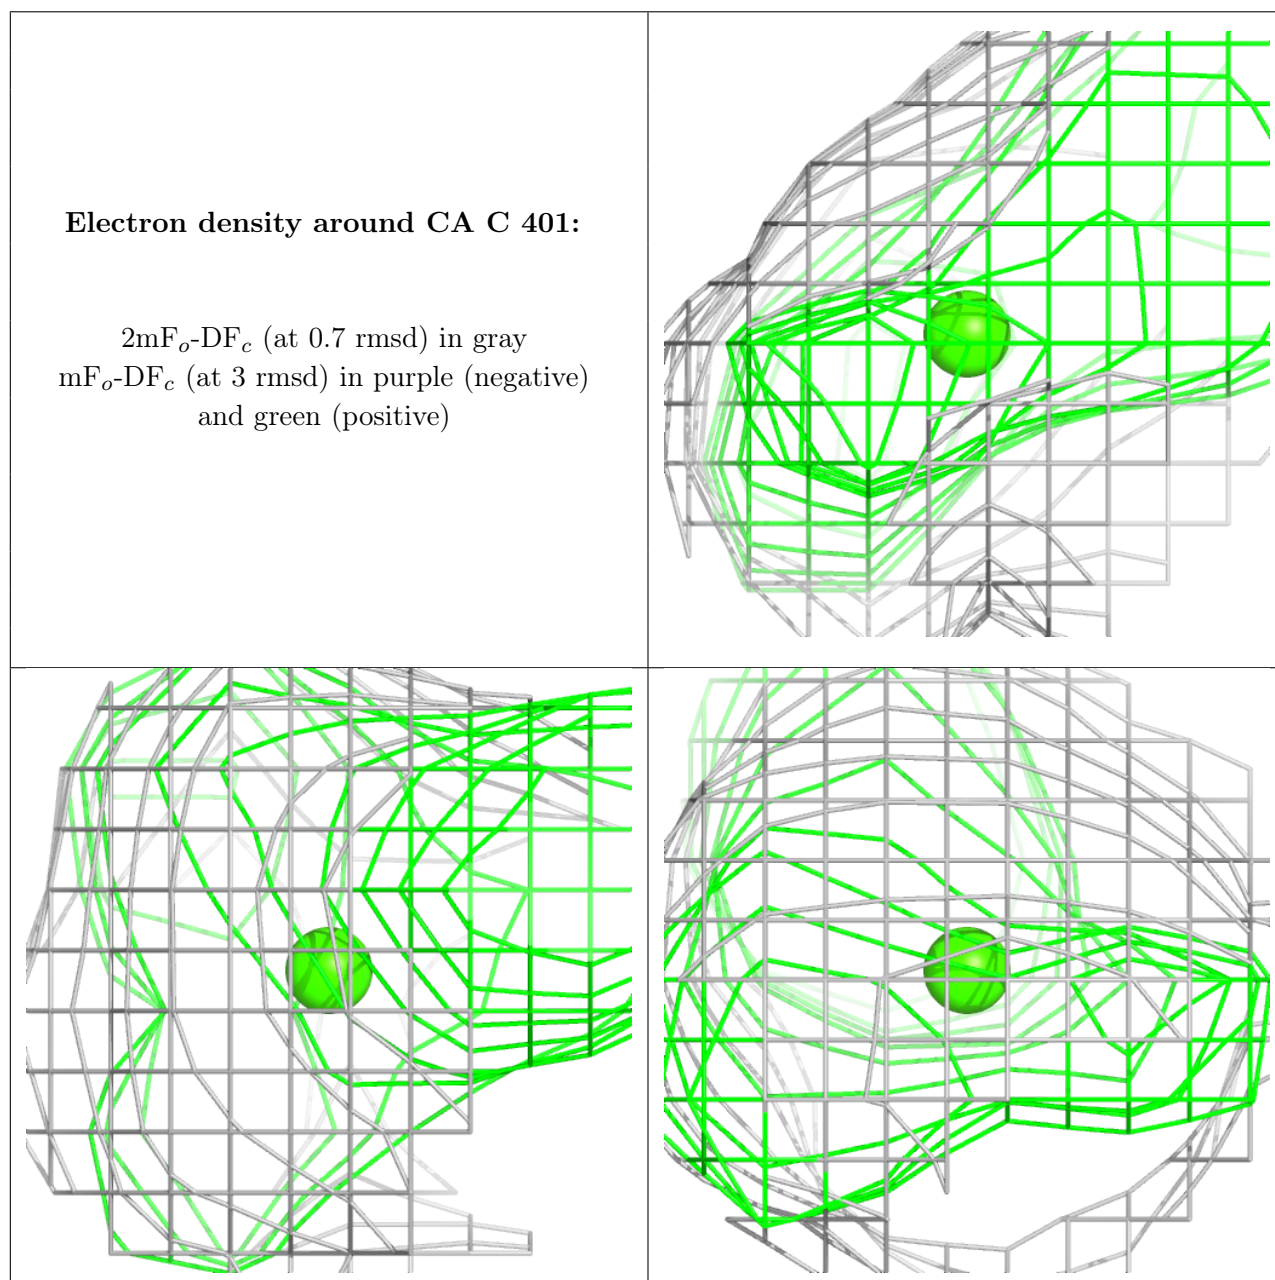 Electron density around CA C 401:
2mFo-DFc (at 0.7 rmsd) in gray
mFo-DFc (at 3 rmsd) in purple (negative)
and green (positive)